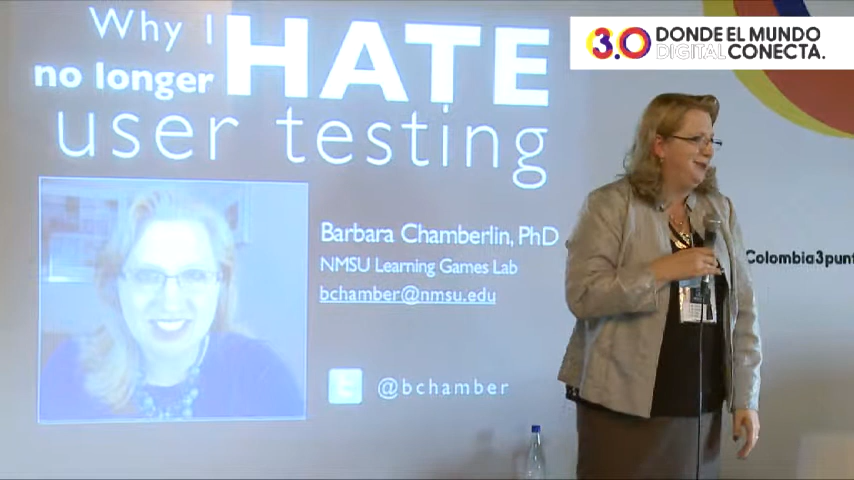 Why I
no longer
HATE
user testing
Barbara Chamberlin, PhD
NMSU Learning Games Lab
bchamber@nmsu.edu
@bchamber
3.0 DONDE EL MUNDO
DIGITAL CONECTA.
Colombia3punt